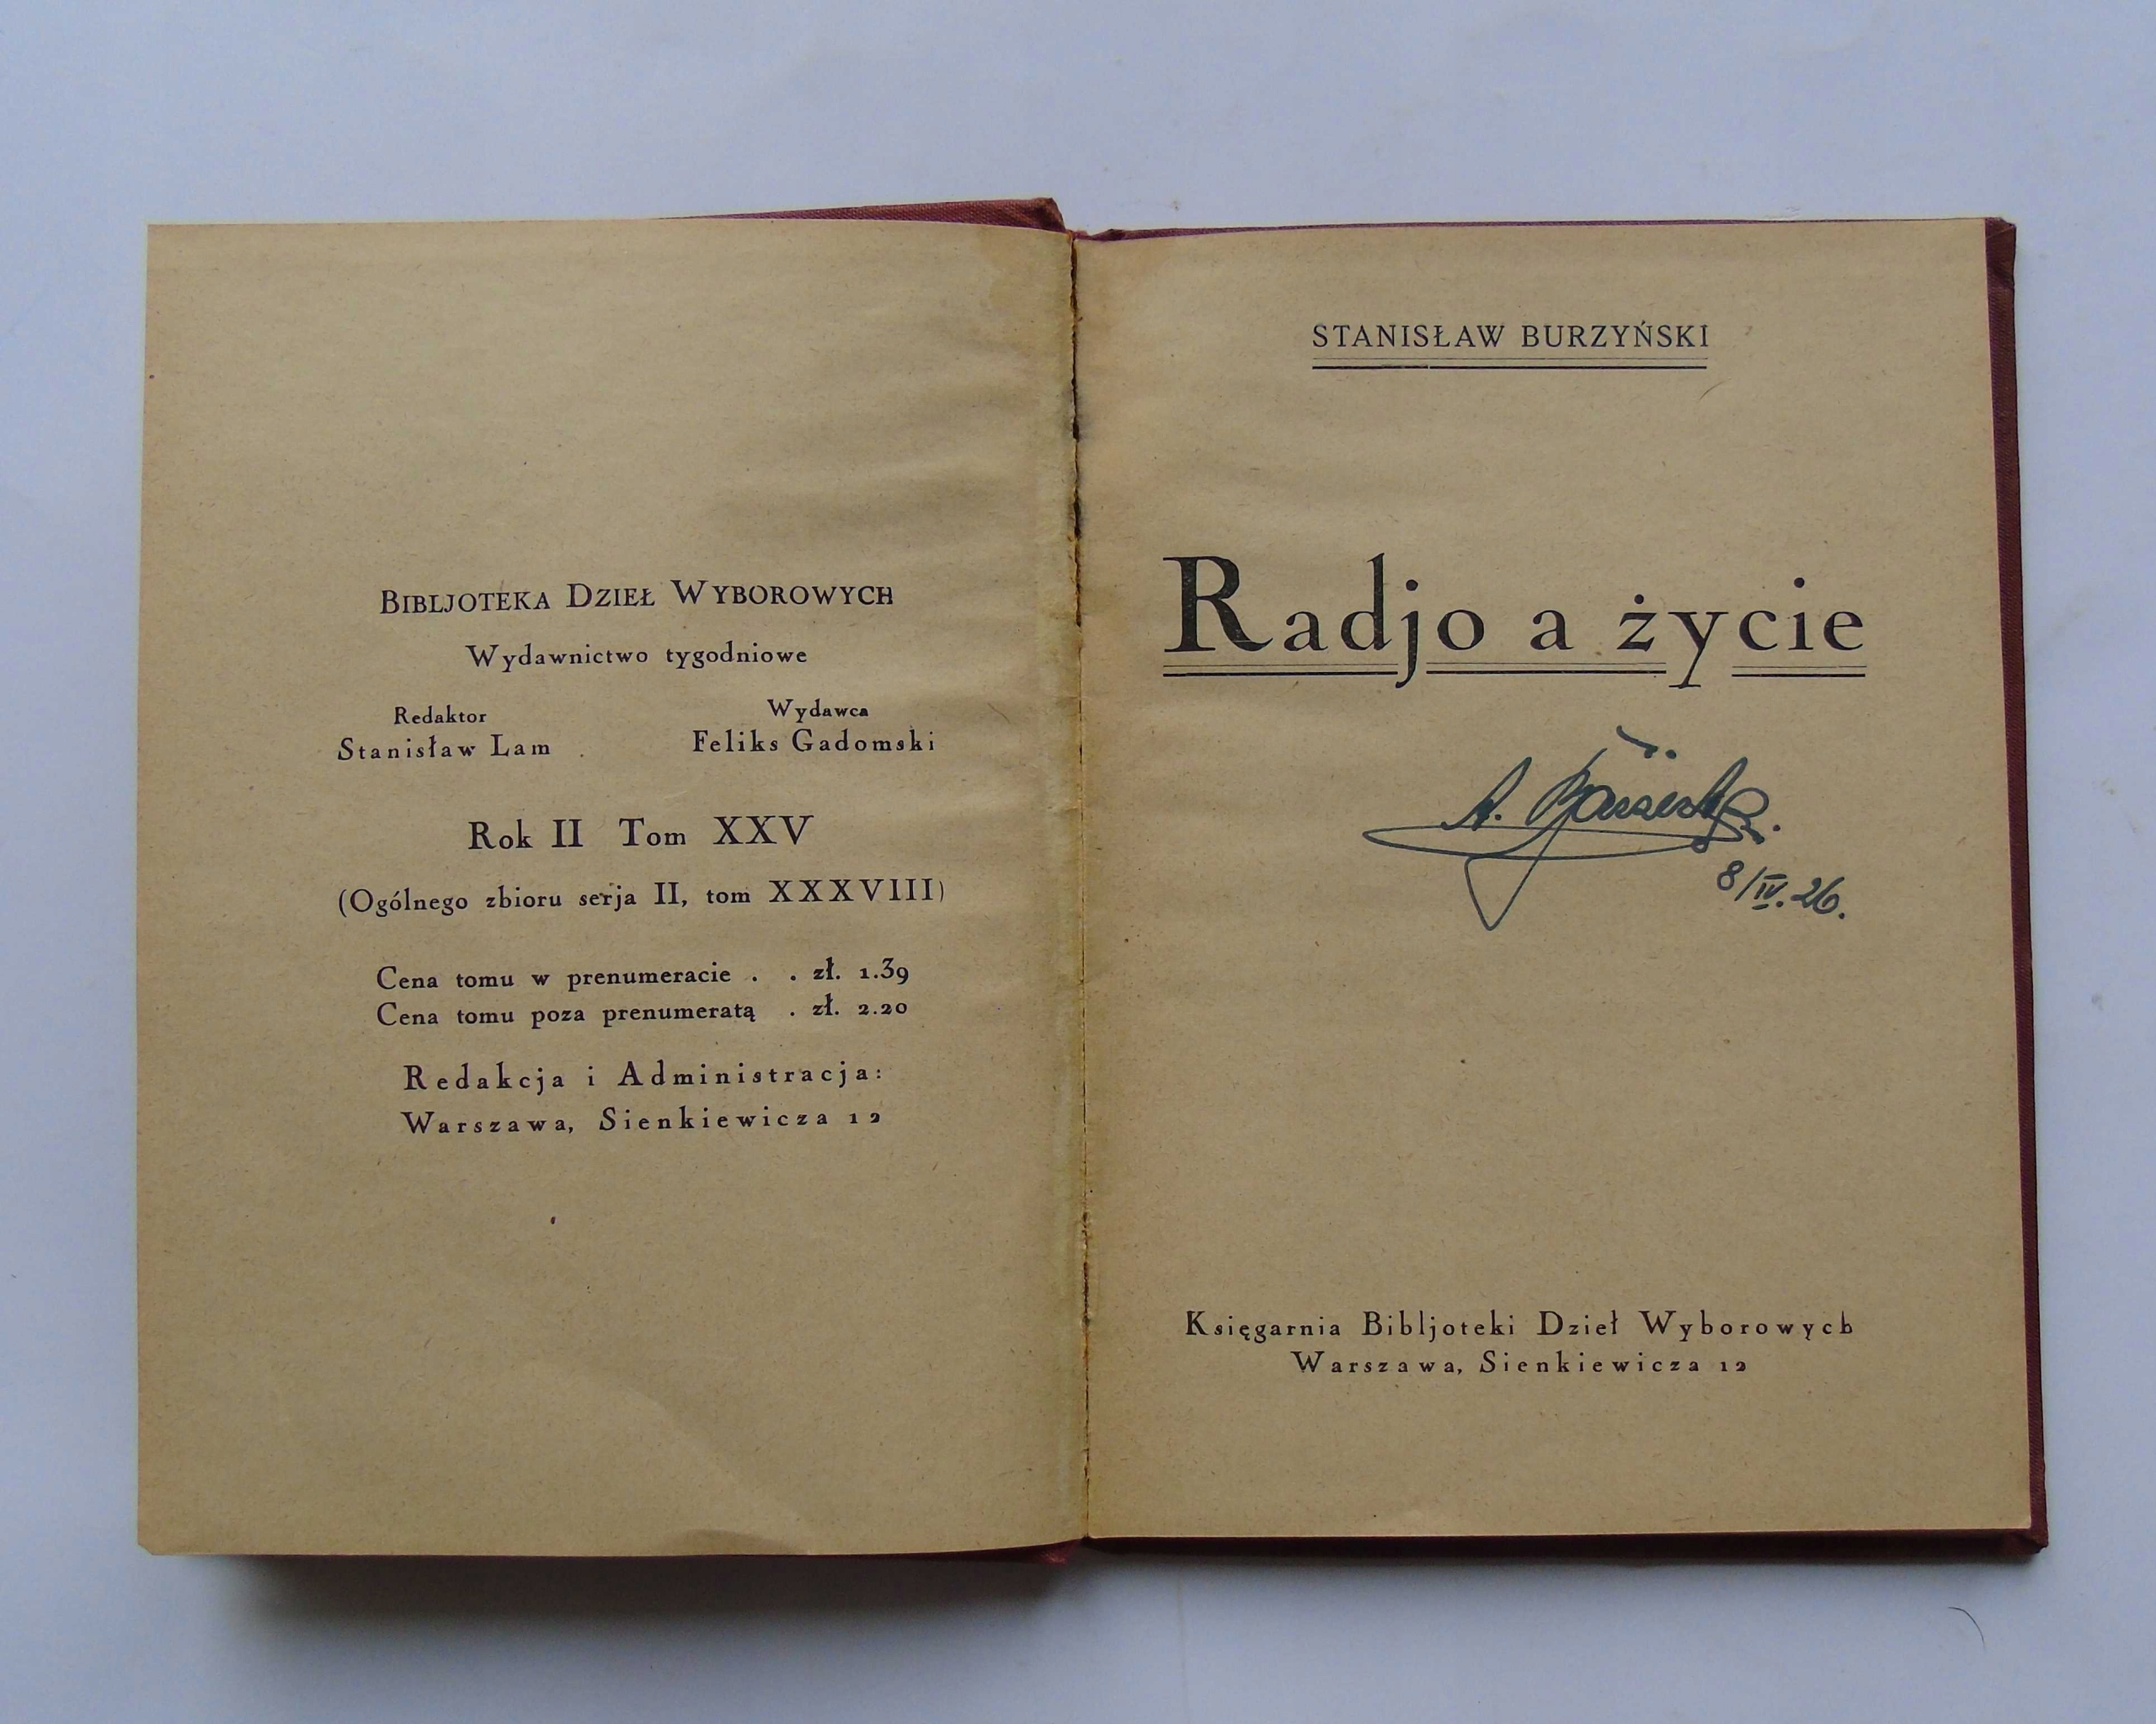 BIBLJOTEKA DZIEŁ WYBOROWYCH
Wydawnictwo tygodniowe
Redaktor Wydawca
Stanisław Lam Feliks Gadomski
Rok II Tom XXV
(Ogólnego zbioru serja II, tom XXXVIII)
Cena tomu w prenumeracie . . zł. 1.39
Cena tomu poza prenumeratą . zł. 2.20
Redakcja i Administracja:
Warszawa, Sienkiewicza 12
STANISŁAW BURZYŃSKI
Radjo a życie
A.
8/IV.26.
Księgarnia Bibljoteki Dzieł Wyborowych
Warszawa, Sienkiewicza 12